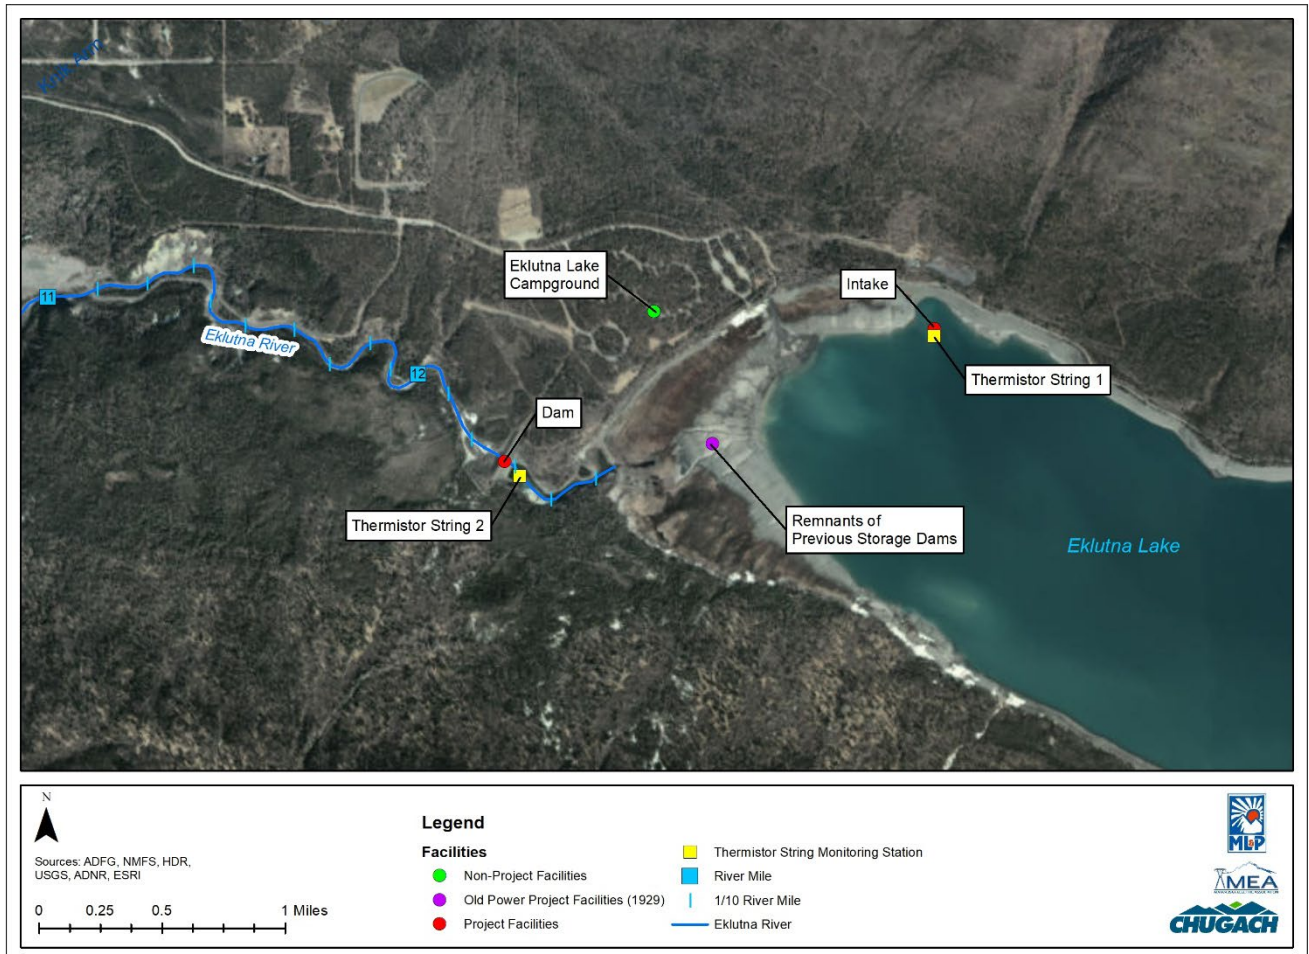 Knik Arm
Eklutna Lake
Campground
Intake
11
Eklutna River
Thermistor String 1
12
Dam
Thermistor String 2
Remnants of
Previous Storage Dams
Eklutna Lake
N
Sources: ADFG, NMFS, HDR,
USGS, ADNR, ESRI
0 0.25 0.5 1 Miles
Legend
Facilities
Non-Project Facilities
Old Power Project Facilities (1929)
Project Facilities
Thermistor String Monitoring Station
River Mile
1/10 River Mile
Eklutna River
ML&P
MEA
CHUGACH